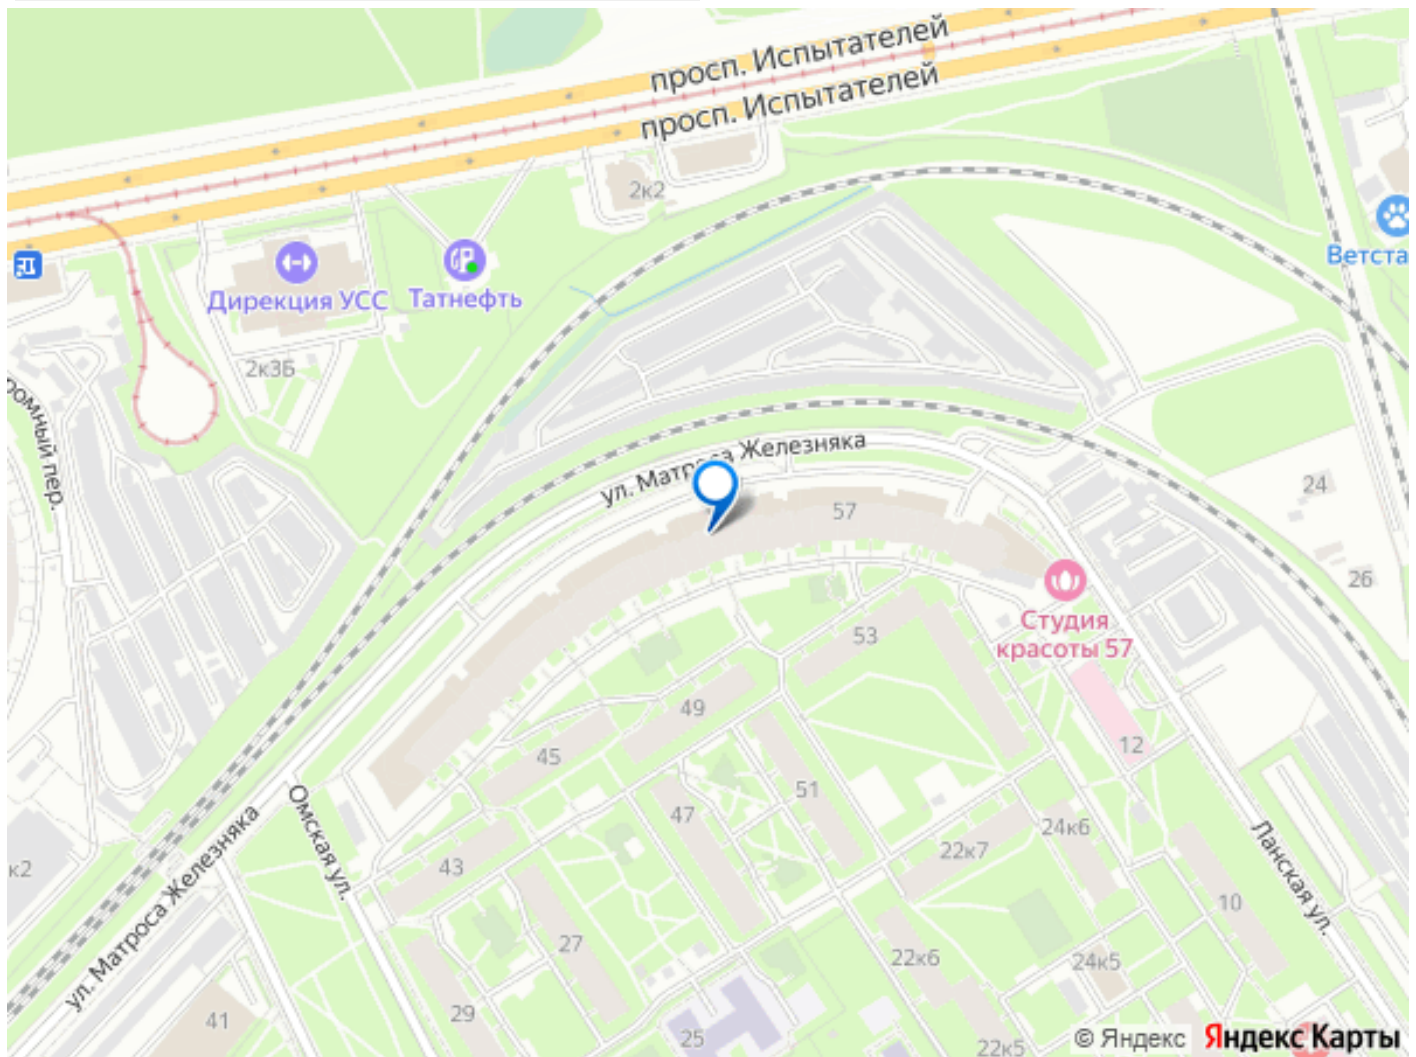 просп. Испытателей
просп. Испытателей
2к2
Ветста
Дирекция УСС
Татнефть
2к3Б
ромный пер.
ул. Матроса Железняка
57
24
26
Студия
красоты 57
53
49
45
12
51
47
24к6
22к7
43
Омская ул.
к2
ул. Матроса Железняка
Ланская ул.
10
27
22к6
24к5
29
41
25
22к5
© Яндекс
Яндекс Карты